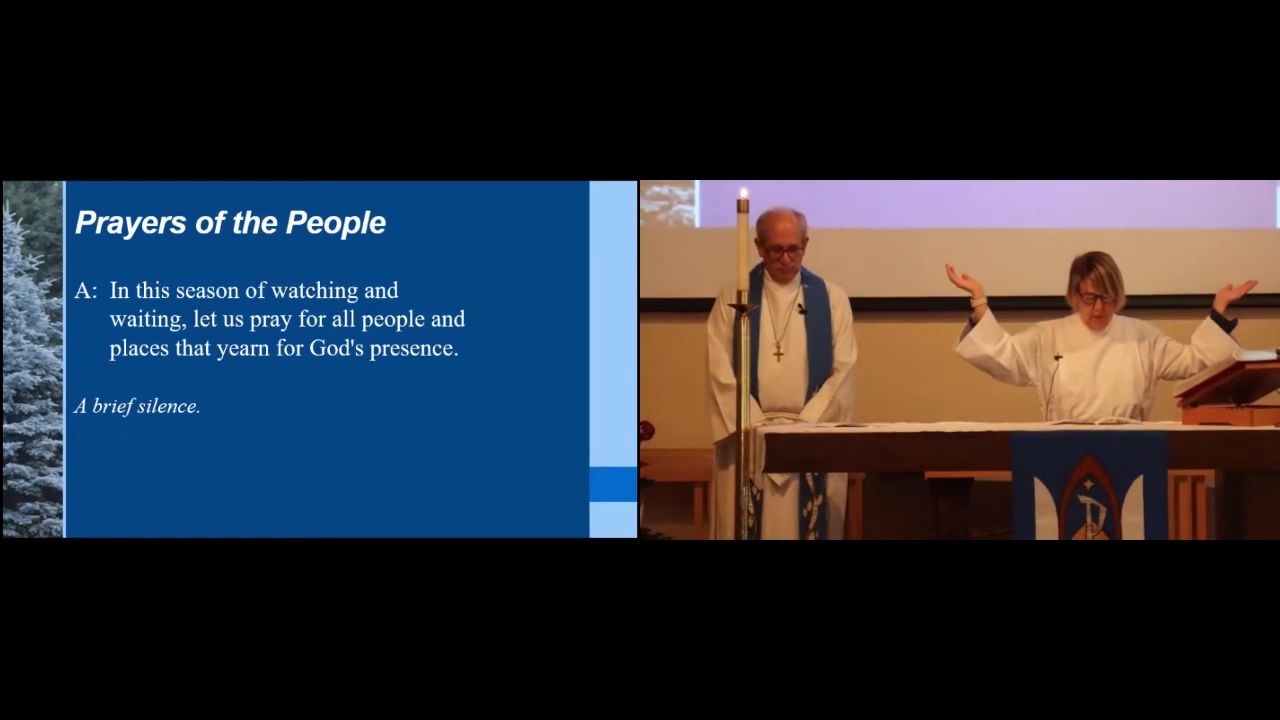 Prayers of the People
A: In this season of watching and
waiting, let us pray for all people and
places that yearn for God's presence.
A brief silence.